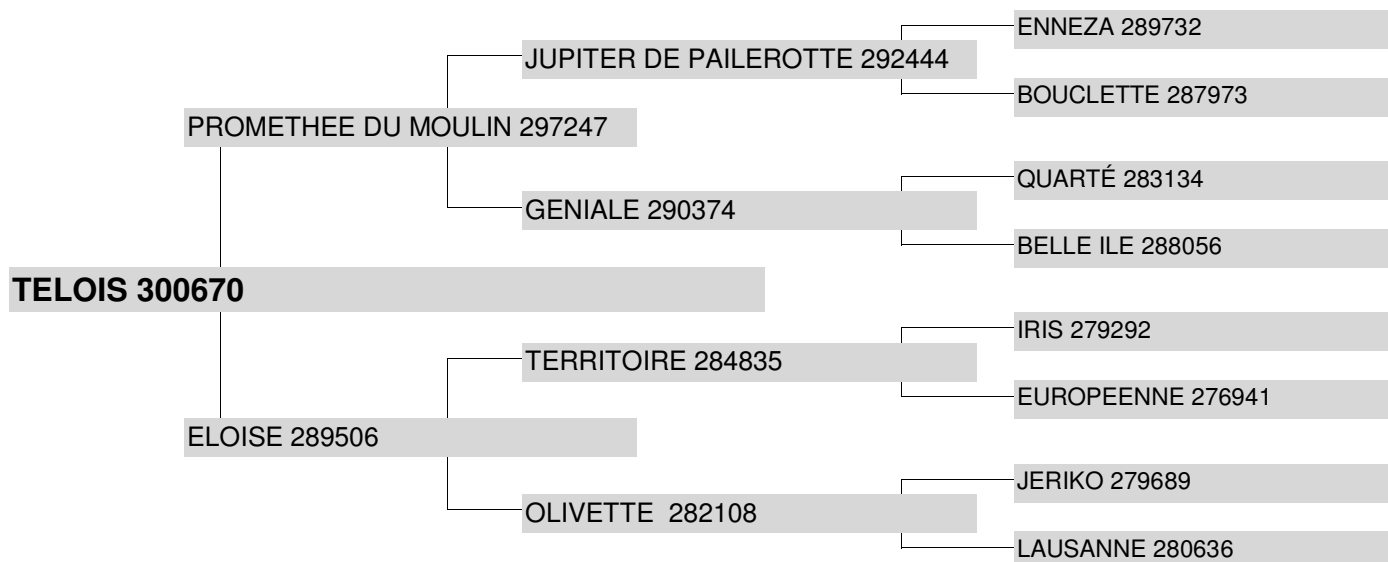 ENNEZA 289732
JUPITER DE PAILEROTTE 292444
BOUCLETTE 287973
PROMETHEE DU MOULIN 297247
QUARTÉ 283134
GENIALE 290374
BELLE ILE 288056
TELOIS 300670
IRIS 279292
TERRITOIRE 284835
EUROPEENNE 276941
ELOISE 289506
JERIKO 279689
OLIVETTE 282108
LAUSANNE 280636